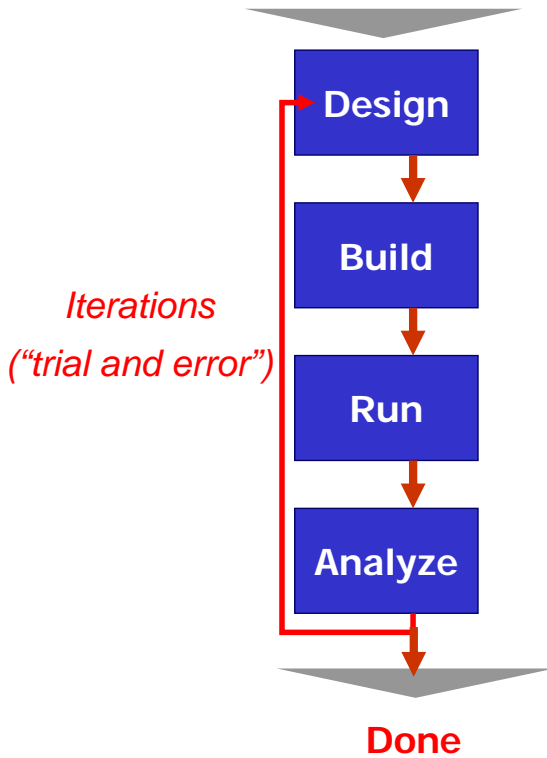 Design
Build
Iterations
(“trial and error”)
Run
Analyze
Done